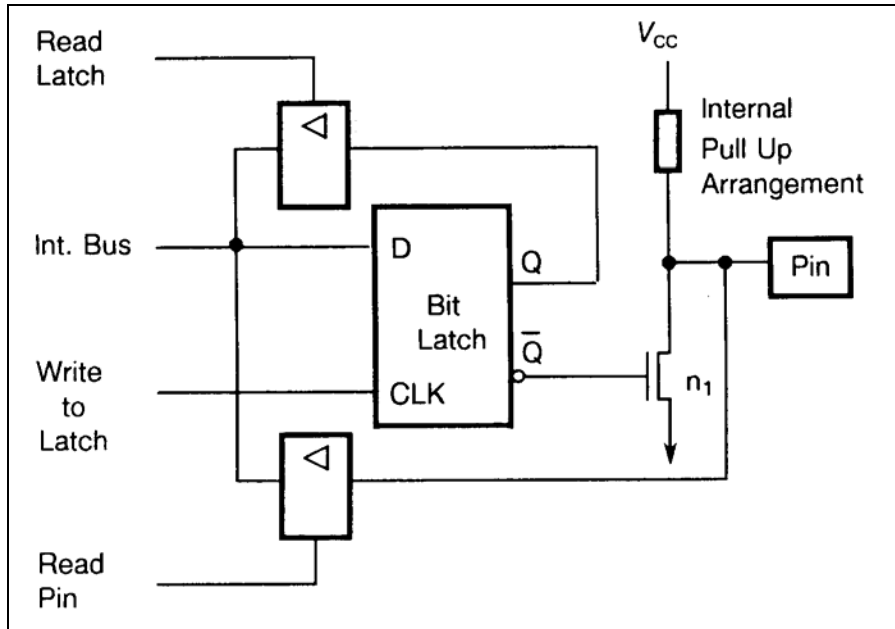 Read
Latch
Int. Bus
Write
to
Latch
Read
Pin
D
Q
Bit
Latch
Q̅
CLK
V_CC
Internal
Pull Up
Arrangement
Pin
n₁